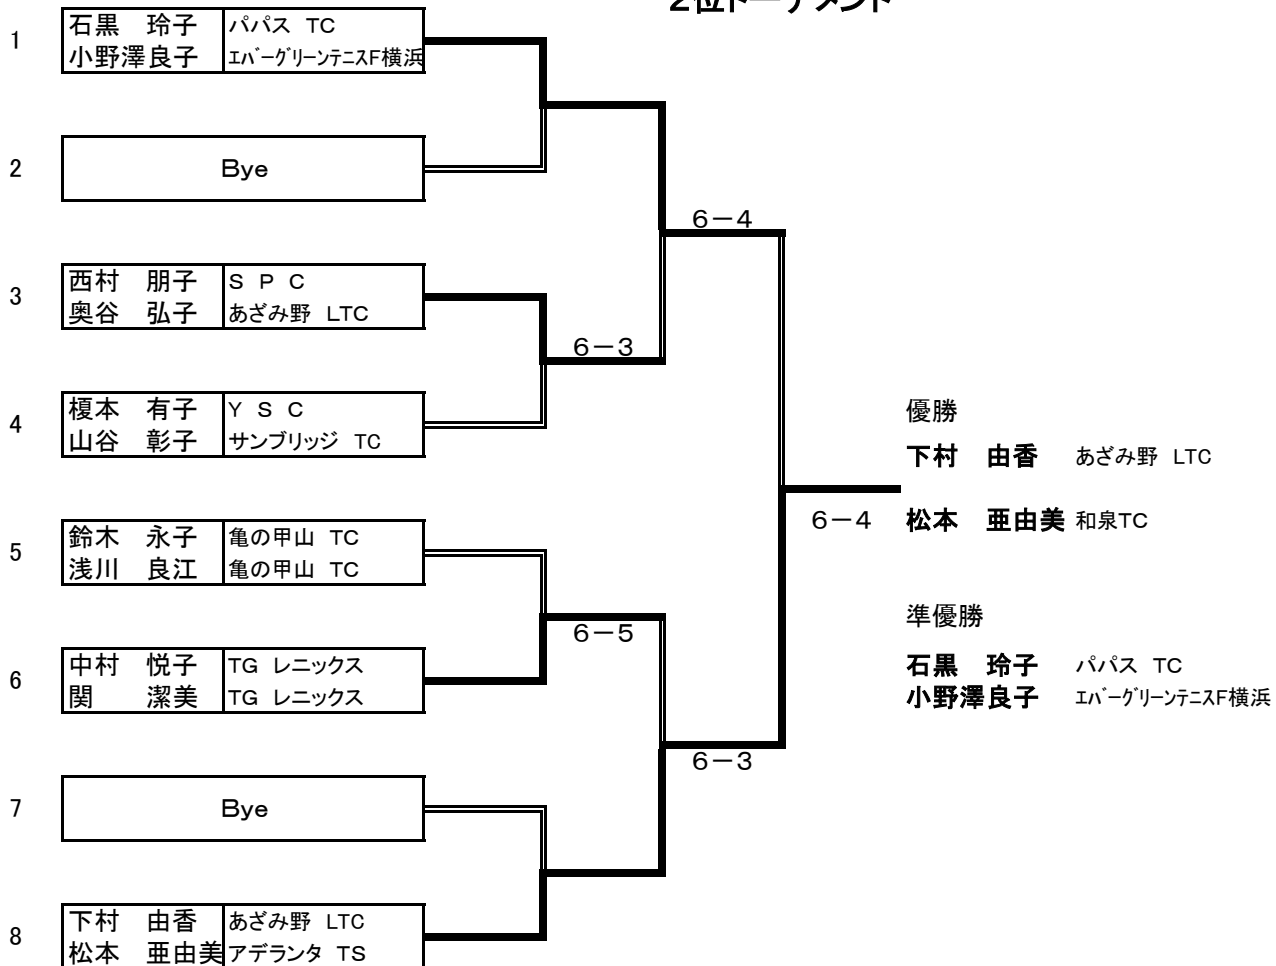 2位トーナメント
1 石黒 玲子 パパス TC
小野澤良子 エバーグリーンテニスF横浜
2 Bye
6-4
3 西村 朋子 S P C
奥谷 弘子 あざみ野 LTC
6-3
4 榎本 有子 Y S C
山谷 彰子 サンブリッジ TC
優勝
下村 由香 あざみ野 LTC
6-4 松本 亜由美 和泉TC
5 鈴木 永子 亀の甲山 TC
浅川 良江 亀の甲山 TC
準優勝
6-5
6 中村 悦子 TG レニックス
関 潔美 TG レニックス
石黒 玲子 パパス TC
小野澤良子 エバーグリーンテニスF横浜
6-3
7 Bye
8 下村 由香 あざみ野 LTC
松本 亜由美 アデランタ TS